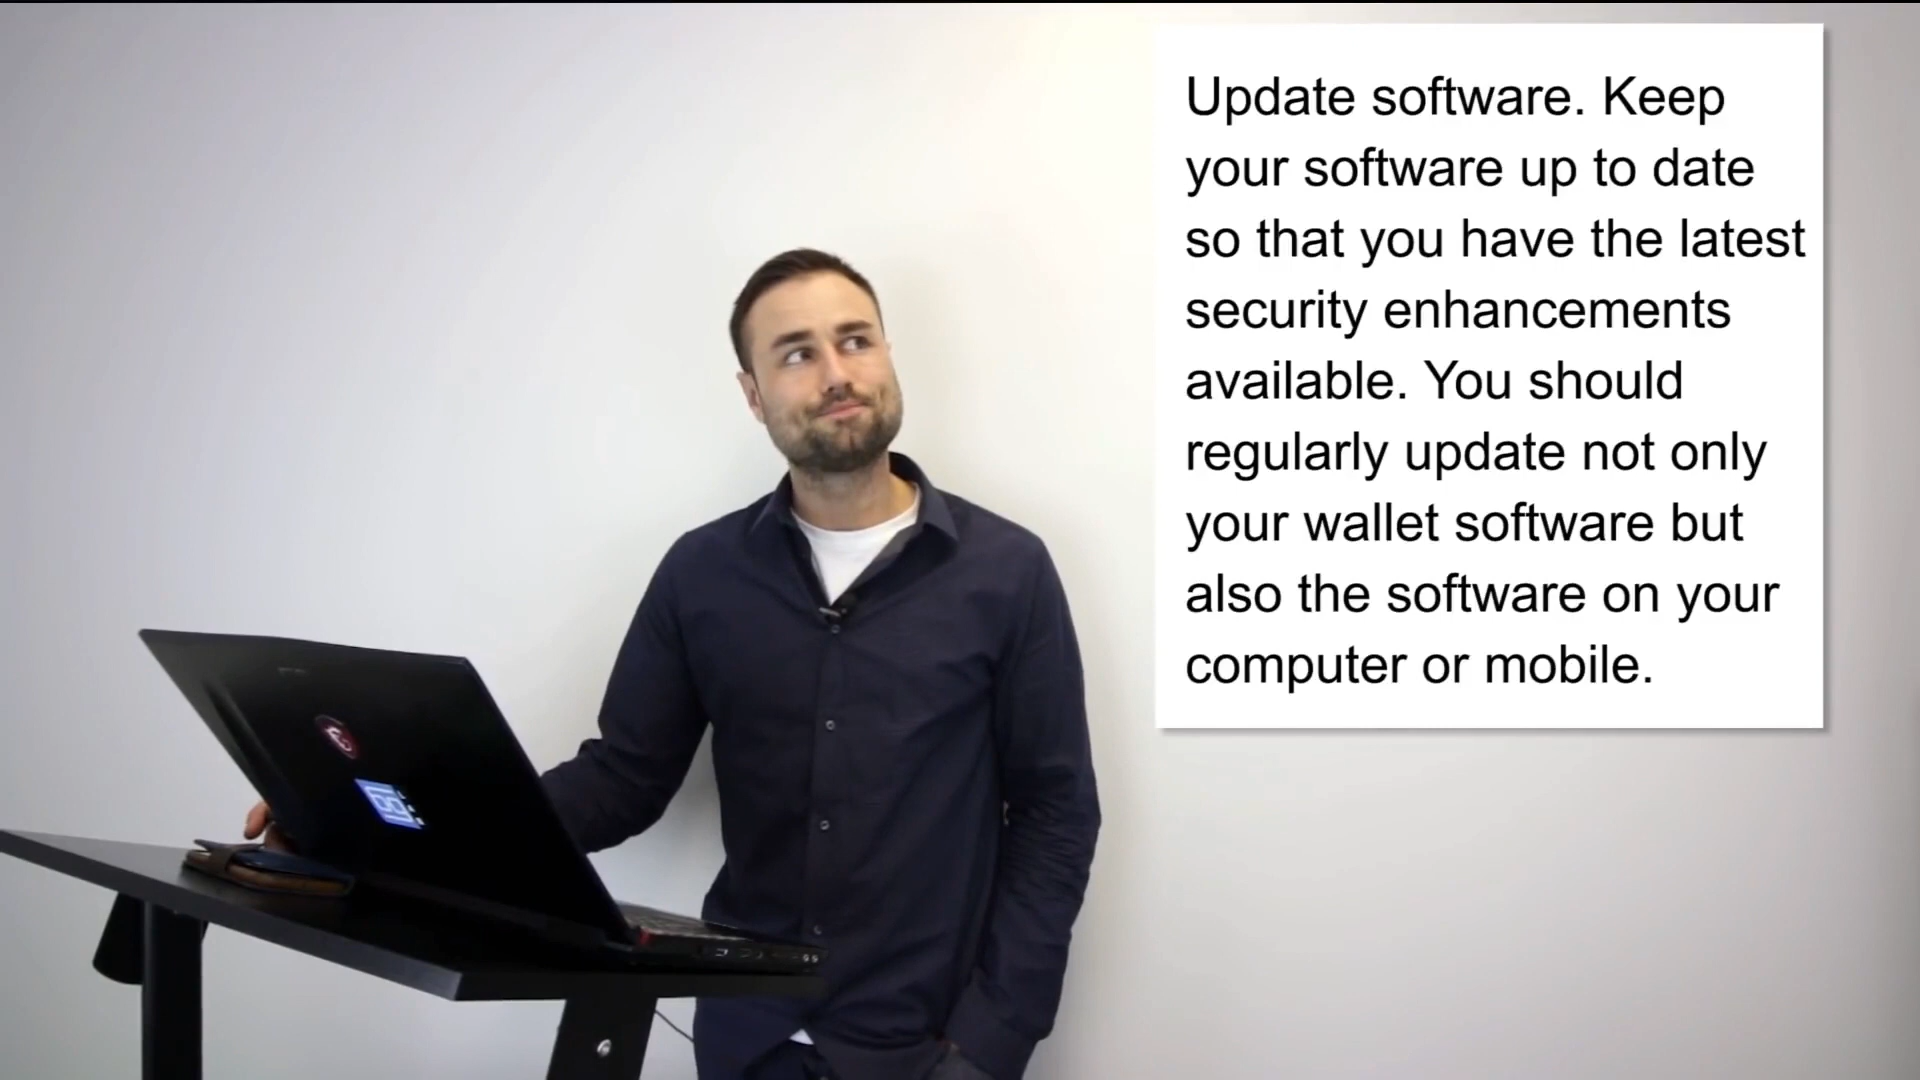 Update software. Keep
your software up to date
so that you have the latest
security enhancements
available. You should
regularly update not only
your wallet software but
also the software on your
computer or mobile.